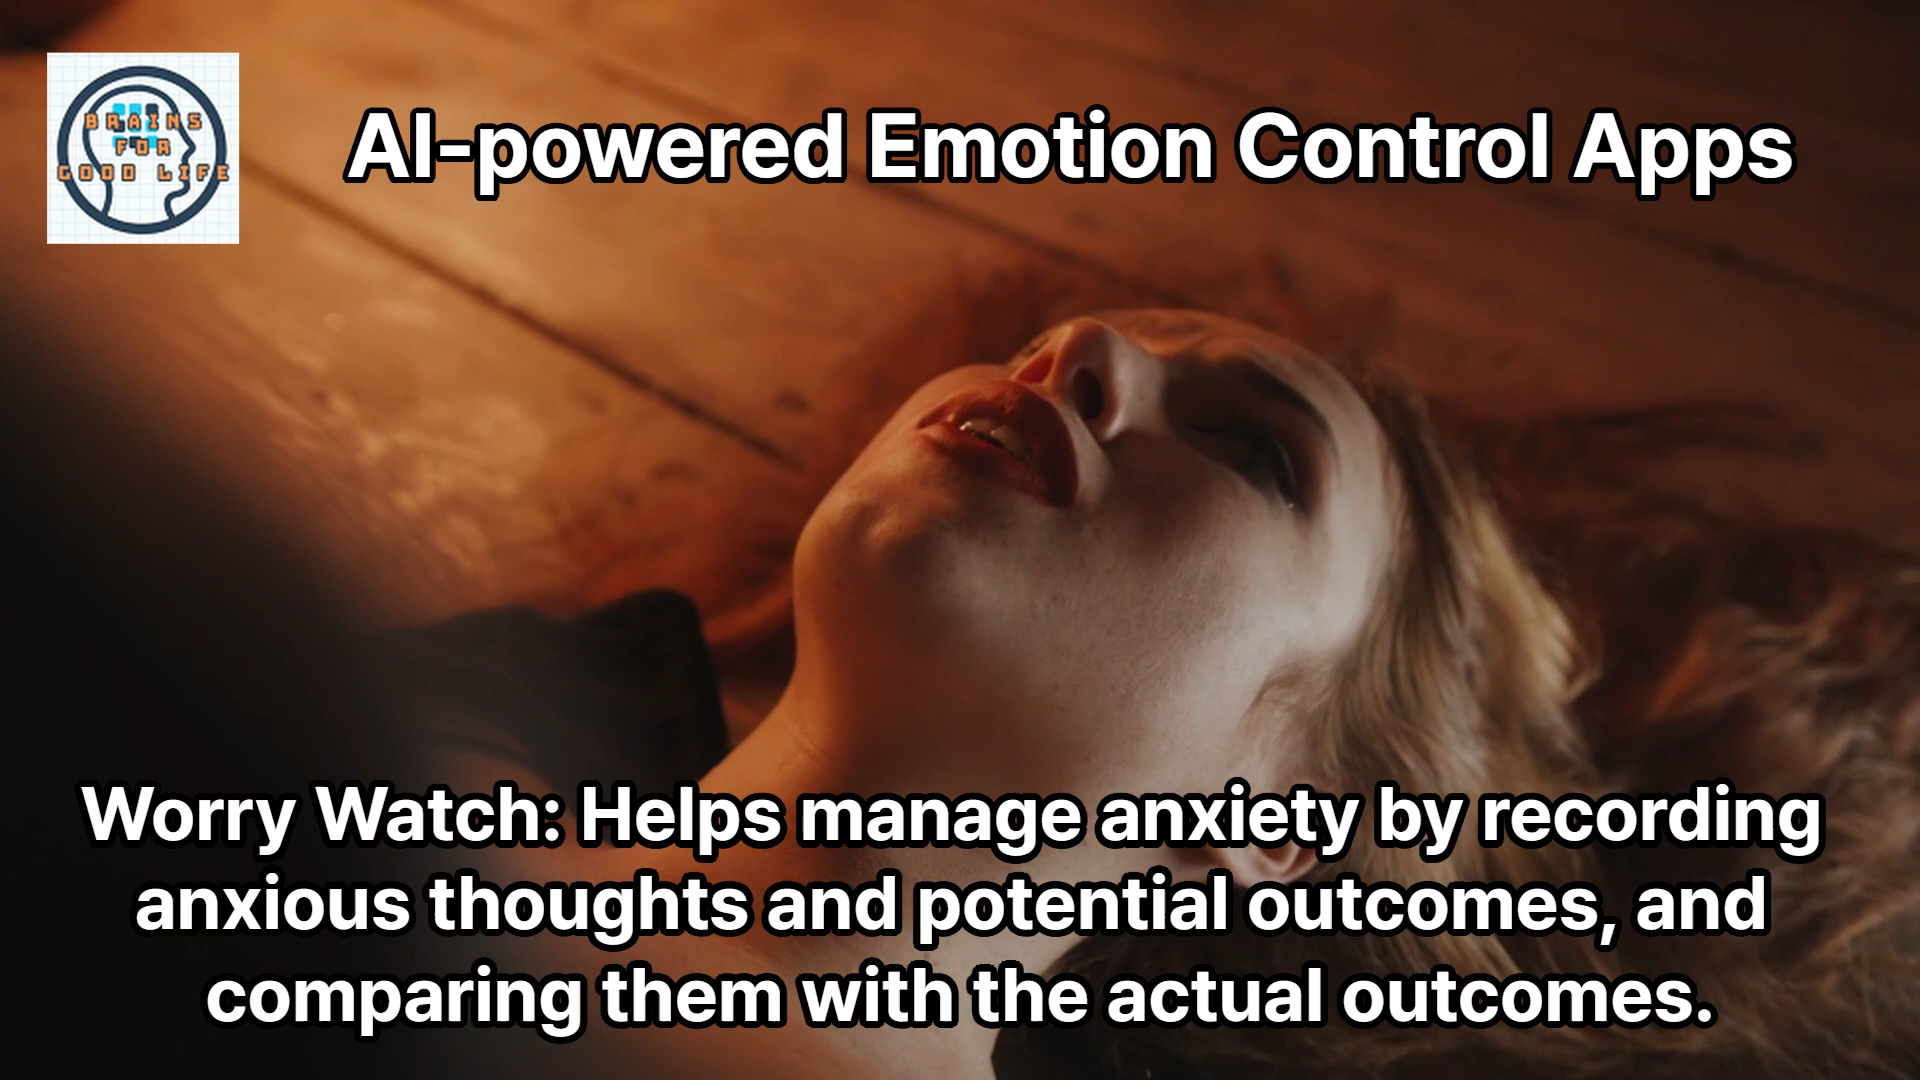 BRAINS
FOR
GOOD LIFE
AI-powered Emotion Control Apps
Worry Watch: Helps manage anxiety by recording
anxious thoughts and potential outcomes, and
comparing them with the actual outcomes.